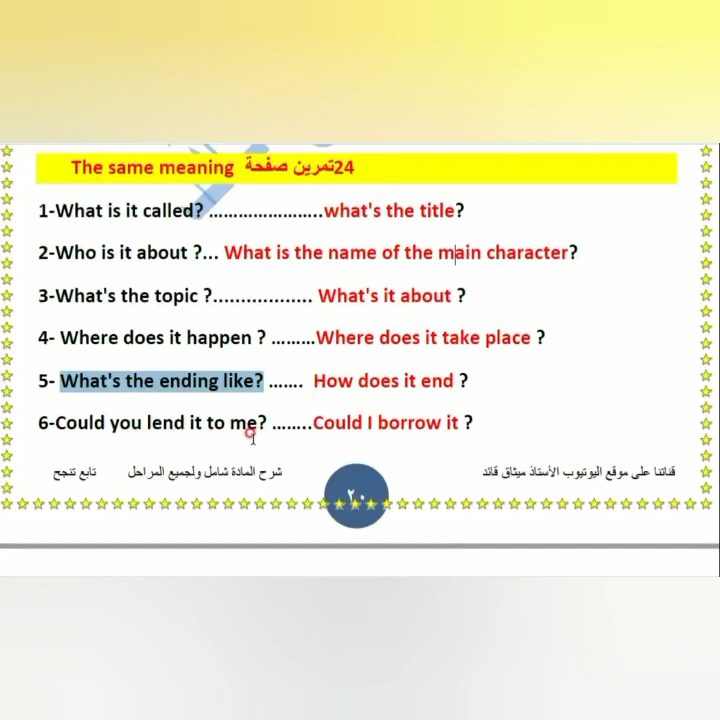 The same meaning تمرين صفحة 24
1-What is it called? ......................what's the title?
2-Who is it about ?... What is the name of the main character?
3-What's the topic ?.................. What's it about ?
4- Where does it happen ? .........Where does it take place ?
5- What's the ending like? ....... How does it end ?
6-Could you lend it to me? ........Could I borrow it ?
قناتنا على موقع اليوتيوب الأستاذ ميثاق قائد شرح المادة شامل ولجميع المراحل تابع تنجح
٢٠